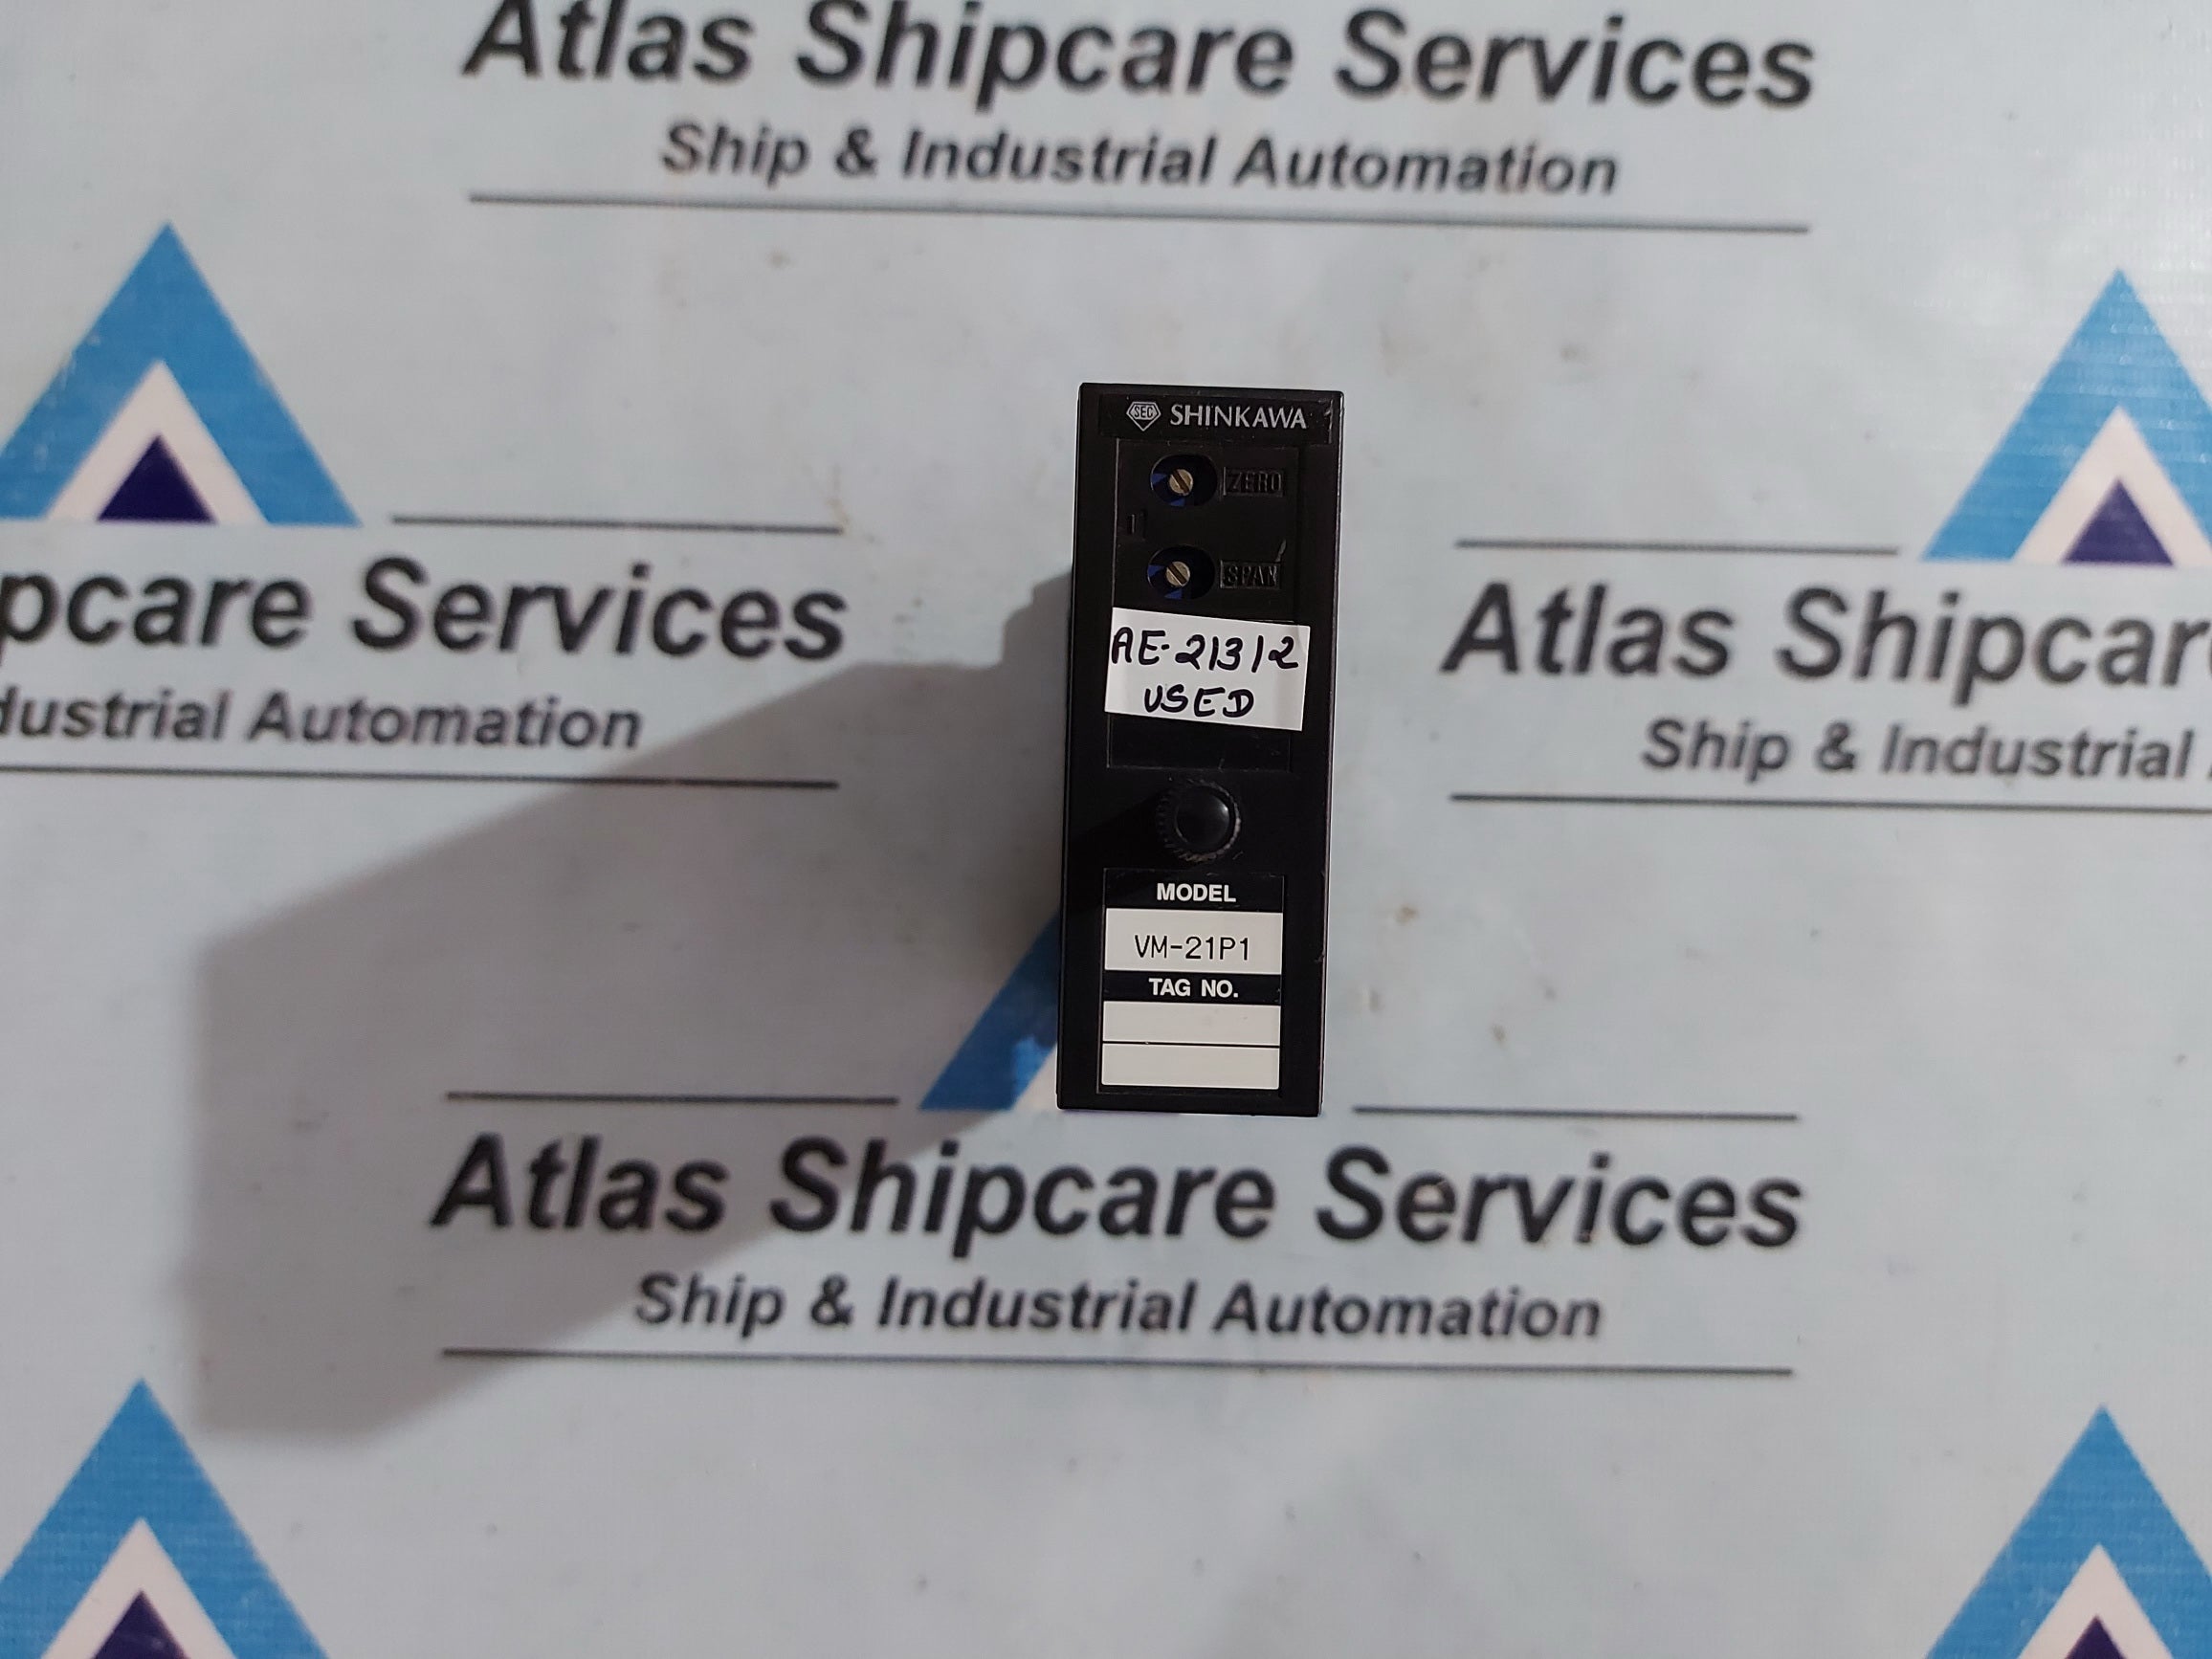 Atlas Shipcare Services
Ship & Industrial Automation
pcare Services
dustrial Automation
Atlas Shipcar
Ship & Industrial
SEC SHINKAWA
ZERO
1
SPAN
AE-21312
USED
MODEL
VM-21P1
TAG NO.
Atlas Shipcare Services
Ship & Industrial Automation